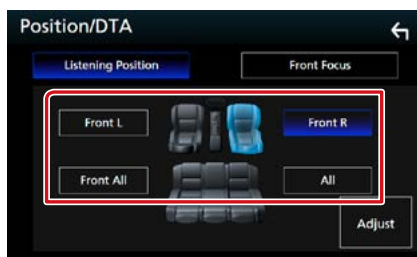 Position/DTA
Listening Position Front Focus
Front L Front R
Front All All
Adjust